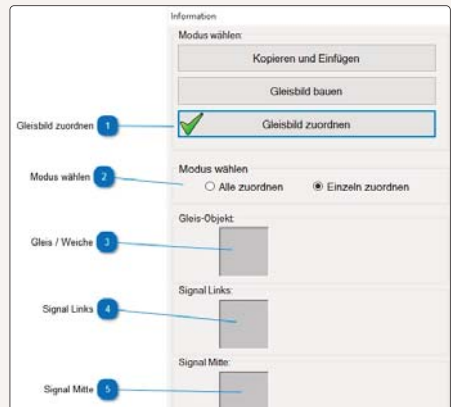 Information
Modus wählen:
Kopieren und Einfügen
Gleisbild bauen
Gleisbild zuordnen 1 Gleisbild zuordnen
Modus wählen
Modus wählen 2 Alle zuordnen Einzeln zuordnen
Gleis-Objekt:
Gleis / Weiche 3
Signal Links:
Signal Links 4
Signal Mitte:
Signal Mitte 5